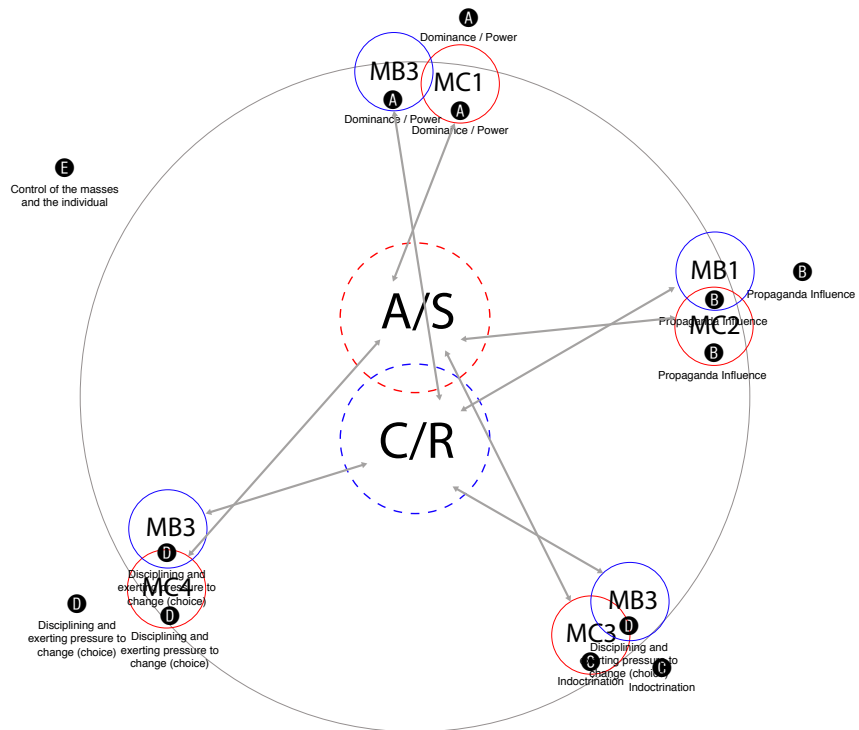 A
Dominance / Power
MB3
MC1
A
A
Dominance / Power
Dominance / Power
E
Control of the masses
and the individual
MB1
B
Propaganda Influence
B
Propaganda Influence
MC2
B
Propaganda Influence
A/S
C/R
MB3
D
Disciplining and
exerting pressure to
change (choice)
MC4
D
Disciplining and
exerting pressure to
change (choice)
D
Disciplining and
exerting pressure to
change (choice)
MB3
D
Disciplining and
exerting pressure to
change (choice)
MC3
C
Indoctrination
C
Indoctrination